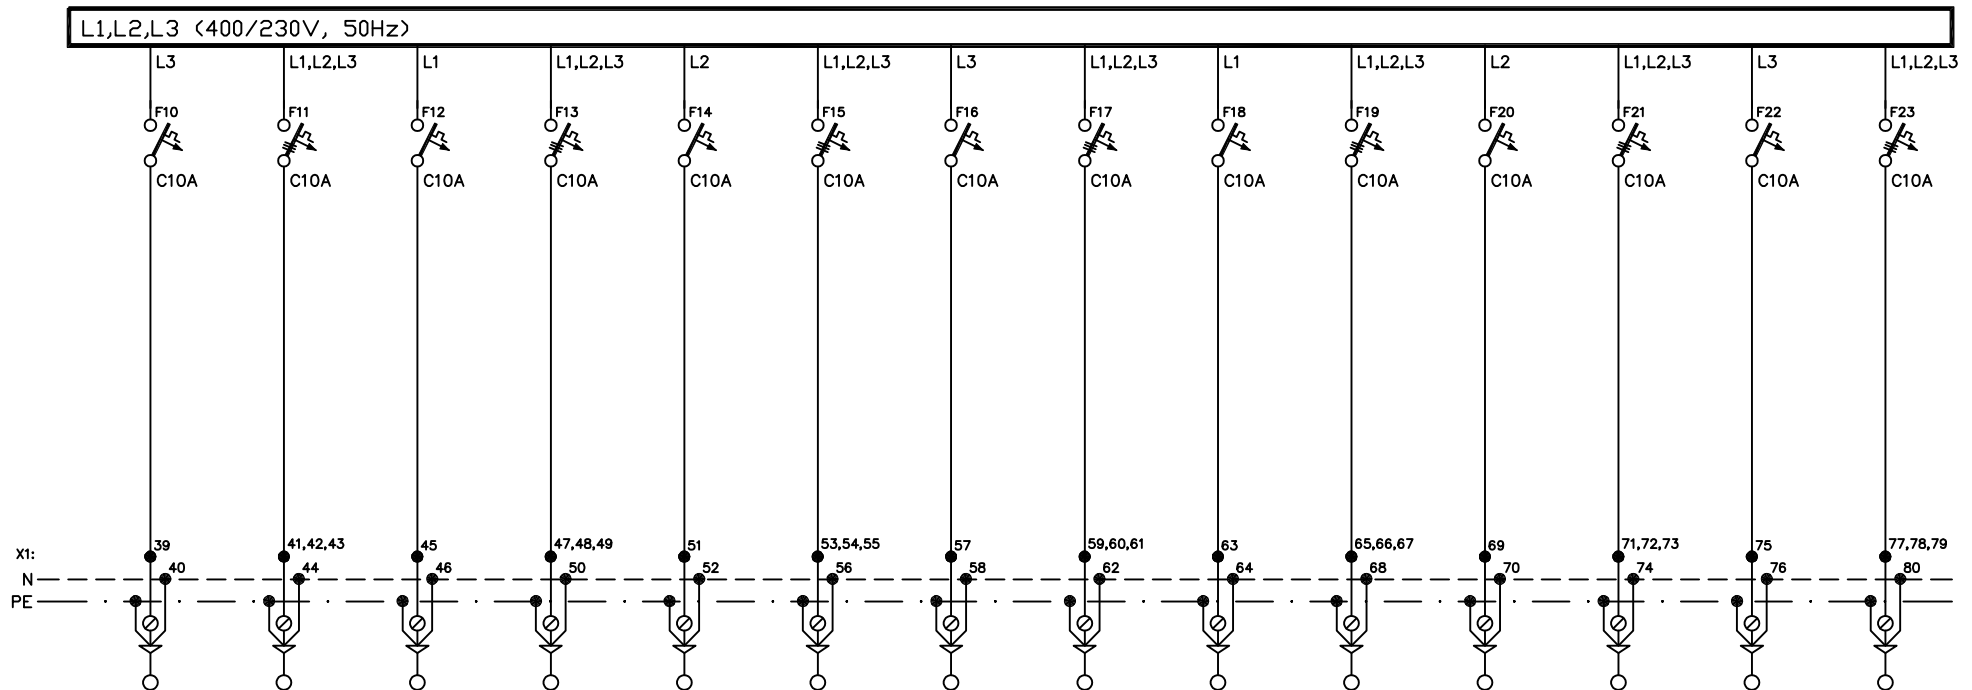 L1,L2,L3 (400/230V, 50Hz)
L3 L1,L2,L3 L1 L1,L2,L3 L2 L1,L2,L3 L3 L1,L2,L3 L1 L1,L2,L3 L2 L1,L2,L3 L3 L1,L2,L3
F10 F11 F12 F13 F14 F15 F16 F17 F18 F19 F20 F21 F22 F23
C10A C10A C10A C10A C10A C10A C10A C10A C10A C10A C10A C10A C10A C10A
X1: 39 41,42,43 45 47,48,49 51 53,54,55 57 59,60,61 63 65,66,67 69 71,72,73 75 77,78,79
N 40 44 46 50 52 56 58 62 64 68 70 74 76 80
PE